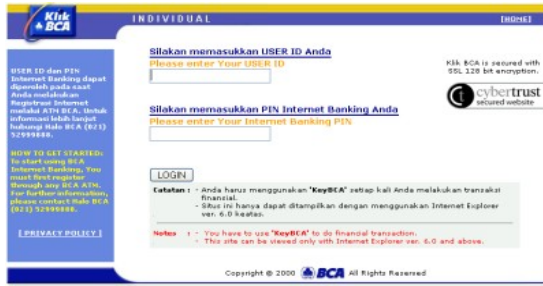 Klik
BCA
INDIVIDUAL
[HOME]
Silakan memasukkan USER ID Anda
Please enter Your USER ID
USER ID dan PIN
Internet Banking dapat
diperoleh pada saat
Anda melakukan
Registrasi Internet
melalui ATM BCA. Untuk
informasi lebih lanjut
hubungi Halo BCA (021)
52999888.
HOW TO GET STARTED:
To start using BCA
Internet Banking, You
must first register
through any BCA ATM.
For further information,
please contact Halo BCA
(021) 52999888.
[ PRIVACY POLICY ]
Klik BCA is secured with
SSL 128 bit encryption.
cybertrust
secured website
Silakan memasukkan PIN Internet Banking Anda
Please enter Your Internet Banking PIN
LOGIN
Catatan : - Anda harus menggunakan 'KeyBCA' setiap kali Anda melakukan transaksi
finansial.
- Situs ini hanya dapat ditampilkan dengan menggunakan Internet Explorer
ver. 6.0 keatas.
Notes : - You have to use 'KeyBCA' to do financial transaction.
- This site can be viewed only with Internet Explorer ver. 6.0 and above.
Copyright © 2000 BCA All Rights Reserved